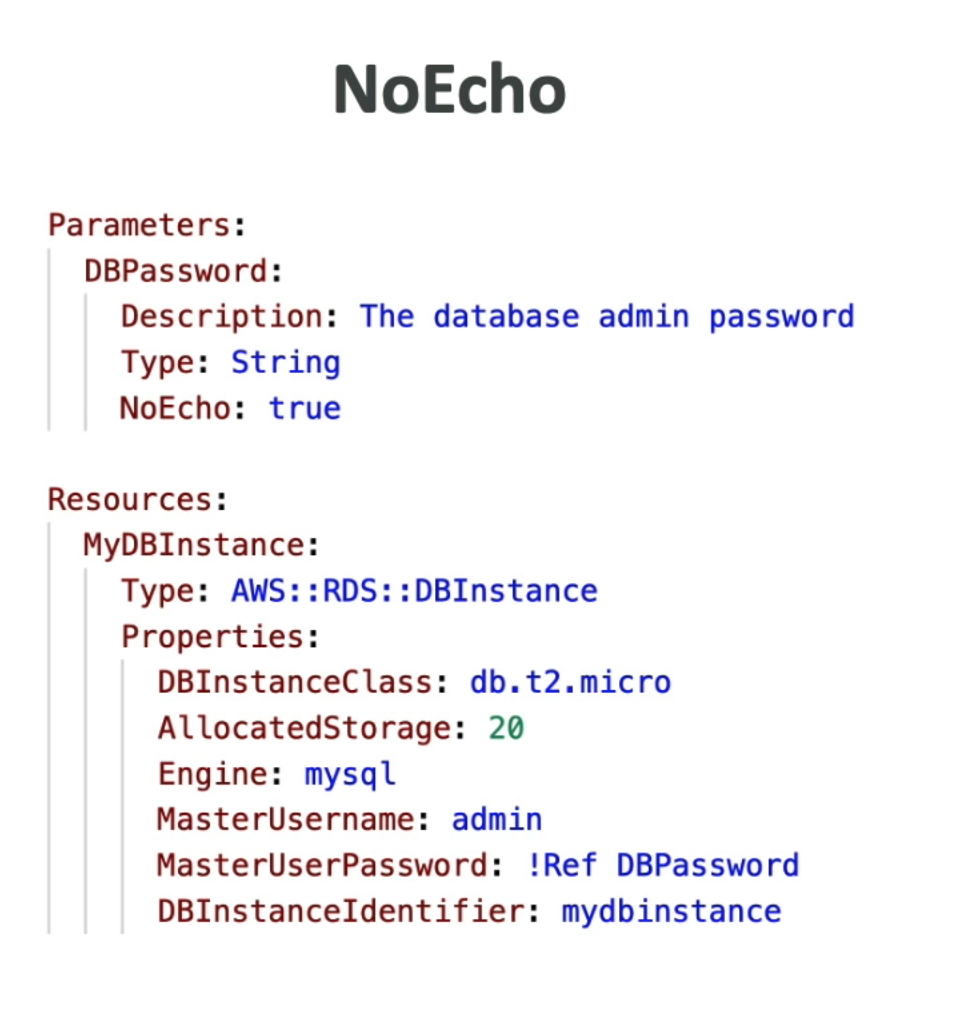 NoEcho
Parameters:
DBPassword:
Description: The database admin password
Type: String
NoEcho: true
Resources:
MyDBInstance:
Type: AWS::RDS::DBInstance
Properties:
DBInstanceClass: db.t2.micro
AllocatedStorage: 20
Engine: mysql
MasterUsername: admin
MasterUserPassword: !Ref DBPassword
DBInstanceIdentifier: mydbinstance